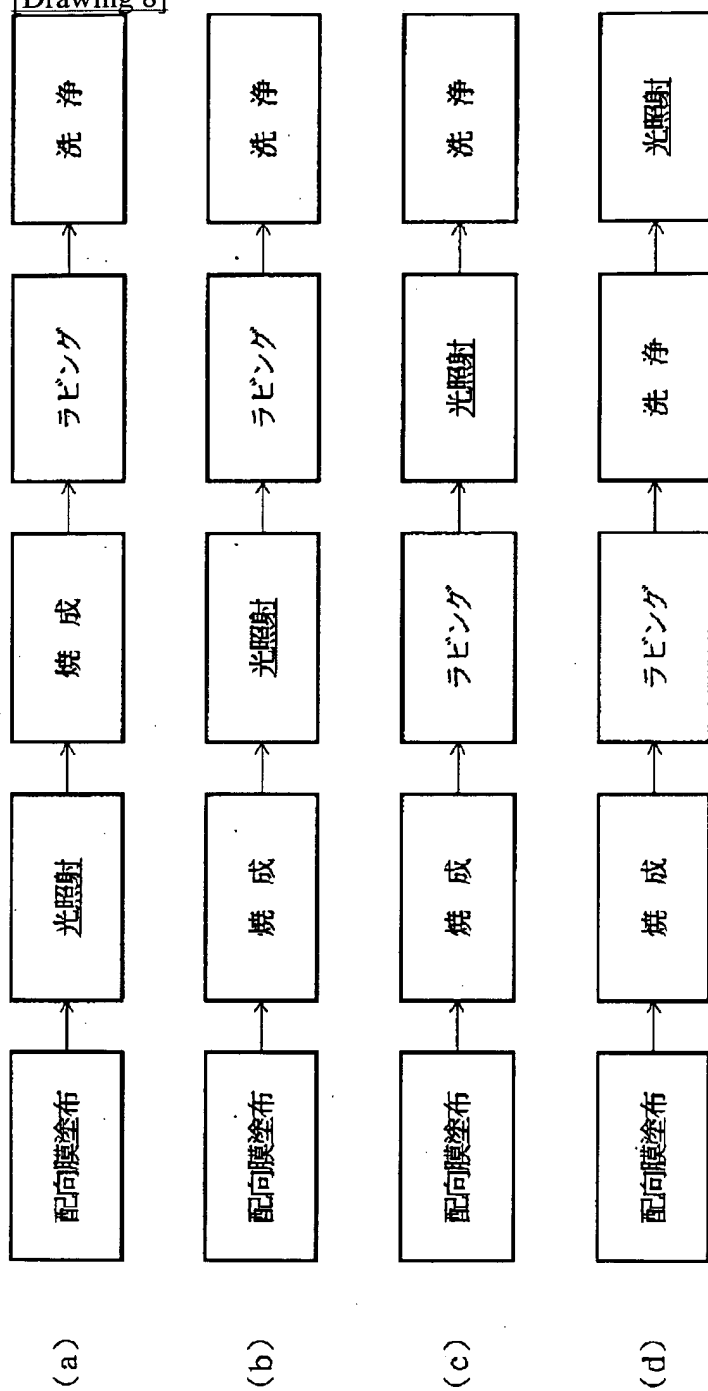 [Drawing 8]
(a) 配向膜塗布 光照射 焼 成 ラビング 洗 浄
(b) 配向膜塗布 焼 成 光照射 ラビング 洗 浄
(c) 配向膜塗布 焼 成 ラビング 光照射 洗 浄
(d) 配向膜塗布 焼 成 ラビング 洗 浄 光照射